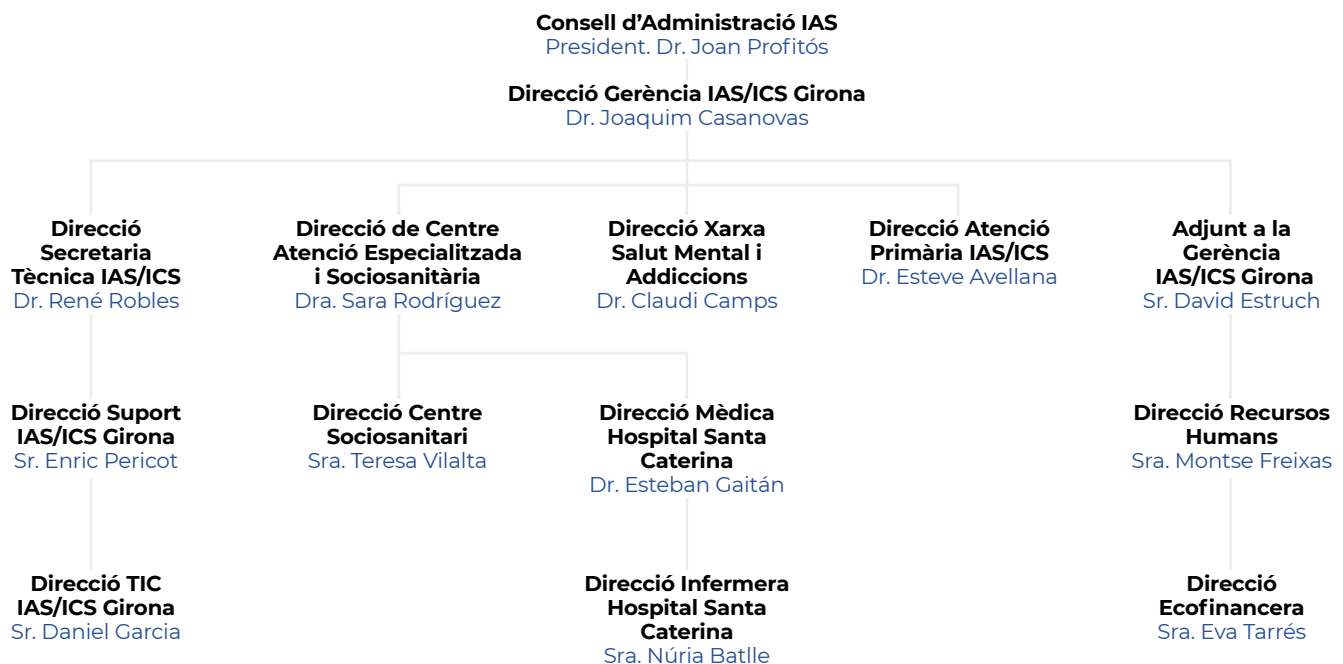 Consell d’Administració IAS
President. Dr. Joan Profitós
Direcció Gerència IAS/ICS Girona
Dr. Joaquim Casanovas
Direcció
Secretaria
Tècnica IAS/ICS
Dr. René Robles
Direcció de Centre
Atenció Especialitzada
i Sociosanitària
Dra. Sara Rodríguez
Direcció Xarxa
Salut Mental i
Addiccions
Dr. Claudi Camps
Direcció Atenció
Primària IAS/ICS
Dr. Esteve Avellana
Adjunt a la
Gerència
IAS/ICS Girona
Sr. David Estruch
Direcció Suport
IAS/ICS Girona
Sr. Enric Pericot
Direcció Centre
Sociosanitari
Sra. Teresa Vilalta
Direcció Mèdica
Hospital Santa
Caterina
Dr. Esteban Gaitán
Direcció Recursos
Humans
Sra. Montse Freixas
Direcció TIC
IAS/ICS Girona
Sr. Daniel Garcia
Direcció Infermera
Hospital Santa
Caterina
Sra. Núria Batlle
Direcció
Ecofinancera
Sra. Eva Tarrés